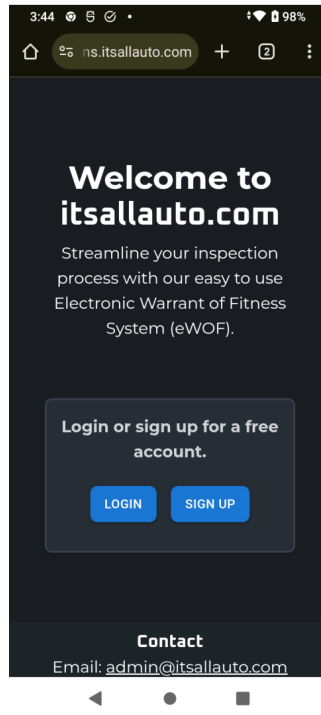 3:44
98%
ns.itsallauto.com
2
Welcome to
itsallauto.com
Streamline your inspection
process with our easy to use
Electronic Warrant of Fitness
System (eWOF).
Login or sign up for a free
account.
LOGIN
SIGN UP
Contact
Email: admin@itsallauto.com